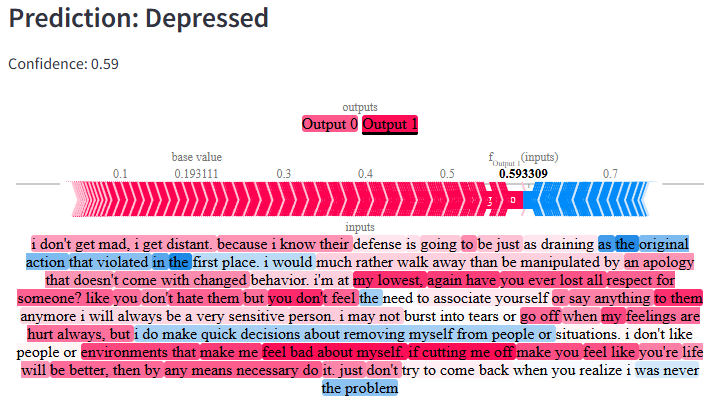 Prediction: Depressed
Confidence: 0.59
outputs
Output 0 Output 1
base value
f Output 1 (inputs)
0.1 0.193111 0.3 0.4 0.5 0.593309 0.7
inputs
i don't get mad, i get distant. because i know their defense is going to be just as draining as the original
action that violated in the first place. i would much rather walk away than be manipulated by an apology
that doesn't come with changed behavior. i'm at my lowest, again have you ever lost all respect for
someone? like you don't hate them but you don't feel the need to associate yourself or say anything to them
anymore i will always be a very sensitive person. i may not burst into tears or go off when my feelings are
hurt always, but i do make quick decisions about removing myself from people or situations. i don't like
people or environments that make me feel bad about myself. if cutting me off make you feel like you're life
will be better, then by any means necessary do it. just don't try to come back when you realize i was never
the problem